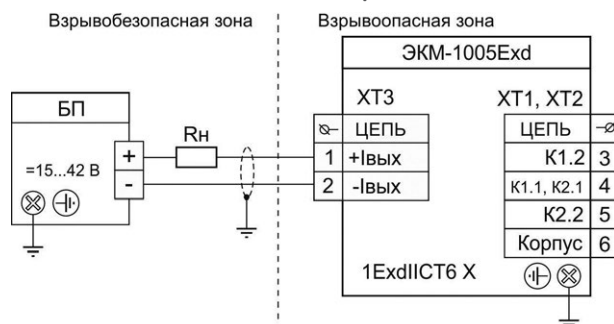 Взрывобезопасная зона
Взрывоопасная зона
ЭКМ-1005Exd
БП
+
-
=15...42 В
Rн
XT3
ЦЕПЬ
1 +Iвых
2 -Iвых
XT1, XT2
ЦЕПЬ
K1.2 3
K1.1, K2.1 4
K2.2 5
Корпус 6
1ExdIICT6 X